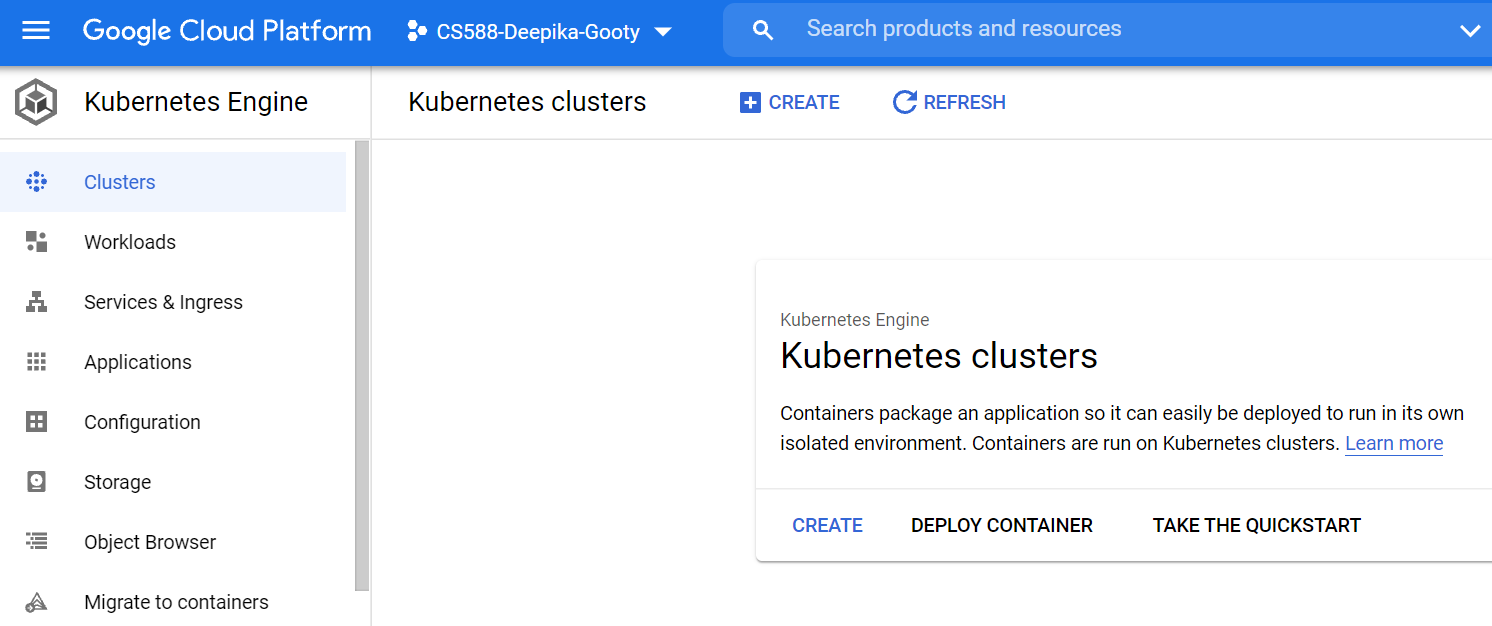 Google Cloud Platform CS588-Deepika-Gooty Search products and resources
Kubernetes Engine
Clusters
Workloads
Services & Ingress
Applications
Configuration
Storage
Object Browser
Migrate to containers
Kubernetes clusters CREATE REFRESH
Kubernetes Engine
Kubernetes clusters
Containers package an application so it can easily be deployed to run in its own
isolated environment. Containers are run on Kubernetes clusters. Learn more
CREATE DEPLOY CONTAINER TAKE THE QUICKSTART